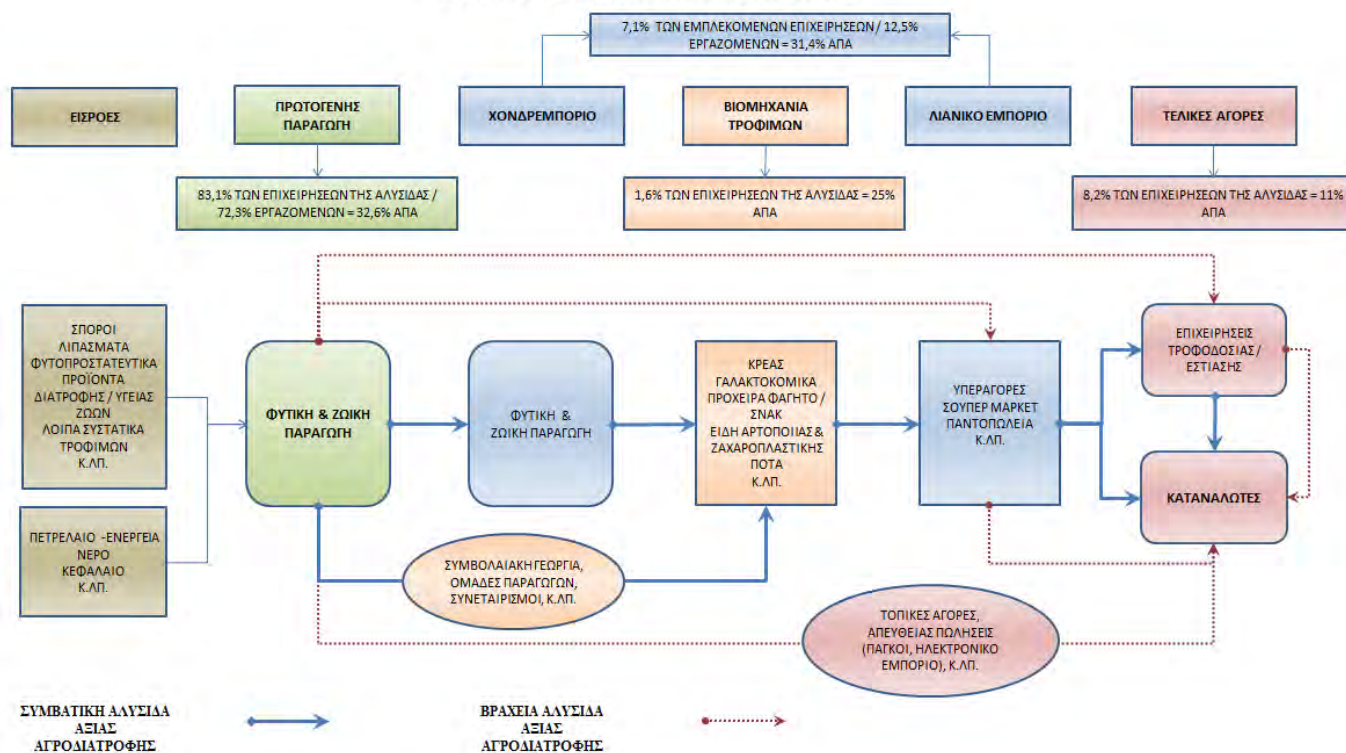 7,1% ΤΩΝ ΕΜΠΛΕΚΟΜΕΝΩΝ ΕΠΙΧΕΙΡΗΣΕΩΝ / 12,5%
ΕΡΓΑΖΟΜΕΝΩΝ = 31,4% ΑΠΑ
ΕΙΣΡΟΕΣ
ΠΡΩΤΟΓΕΝΗΣ
ΠΑΡΑΓΩΓΗ
ΧΟΝΔΡΕΜΠΟΡΙΟ
ΒΙΟΜΗΧΑΝΙΑ
ΤΡΟΦΙΜΩΝ
ΛΙΑΝΙΚΟ ΕΜΠΟΡΙΟ
ΤΕΛΙΚΕΣ ΑΓΟΡΕΣ
83,1% ΤΩΝ ΕΠΙΧΕΙΡΗΣΕΩΝ ΤΗΣ ΑΛΥΣΙΔΑΣ /
72,3% ΕΡΓΑΖΟΜΕΝΩΝ = 32,6% ΑΠΑ
1,6% ΤΩΝ ΕΠΙΧΕΙΡΗΣΕΩΝ ΤΗΣ ΑΛΥΣΙΔΑΣ = 25%
ΑΠΑ
8,2% ΤΩΝ ΕΠΙΧΕΙΡΗΣΕΩΝ ΤΗΣ ΑΛΥΣΙΔΑΣ = 11%
ΑΠΑ
ΣΠΟΡΟΙ
ΛΙΠΑΣΜΑΤΑ
ΦΥΤΟΠΡΟΣΤΑΤΕΥΤΙΚΑ
ΠΡΟΪΟΝΤΑ
ΔΙΑΤΡΟΦΗΣ / ΥΓΕΙΑΣ
ΖΩΩΝ
ΛΟΙΠΑ ΣΥΣΤΑΤΙΚΑ
ΤΡΟΦΙΜΩΝ
Κ.ΛΠ.
ΠΕΤΡΕΛΑΙΟ -ΕΝΕΡΓΕΙΑ
ΝΕΡΟ
ΚΕΦΑΛΑΙΟ
Κ.ΛΠ.
ΦΥΤΙΚΗ & ΖΩΙΚΗ
ΠΑΡΑΓΩΓΗ
ΦΥΤΙΚΗ &
ΖΩΙΚΗ ΠΑΡΑΓΩΓΗ
ΚΡΕΑΣ
ΓΑΛΑΚΤΟΚΟΜΙΚΑ
ΠΡΟΧΕΙΡΑ ΦΑΓΗΤΟ /
ΣΝΑΚ
ΕΙΔΗ ΑΡΤΟΠΟΙΙΑΣ &
ΖΑΧΑΡΟΠΛΑΣΤΙΚΗΣ
ΠΟΤΑ
Κ.ΛΠ.
ΥΠΕΡΑΓΟΡΕΣ
ΣΟΥΠΕΡ ΜΑΡΚΕΤ
ΠΑΝΤΟΠΩΛΕΙΑ
Κ.ΛΠ.
ΕΠΙΧΕΙΡΗΣΕΙΣ
ΤΡΟΦΟΔΟΣΙΑΣ /
ΕΣΤΙΑΣΗΣ
ΚΑΤΑΝΑΛΩΤΕΣ
ΣΥΜΒΟΛΑΙΑΚΗ ΓΕΩΡΓΙΑ,
ΟΜΑΔΕΣ ΠΑΡΑΓΩΓΩΝ,
ΣΥΝΕΤΑΙΡΙΣΜΟΙ, Κ.ΛΠ.
ΤΟΠΙΚΕΣ ΑΓΟΡΕΣ,
ΑΠΕΥΘΕΙΑΣ ΠΩΛΗΣΕΙΣ
(ΠΑΓΚΟΙ, ΗΛΕΚΤΡΟΝΙΚΟ
ΕΜΠΟΡΙΟ), Κ.ΛΠ.
ΣΥΜΒΑΤΙΚΗ ΑΛΥΣΙΔΑ
ΑΞΙΑΣ
ΑΓΡΟΔΙΑΤΡΟΦΗΣ
ΒΡΑΧΕΙΑ ΑΛΥΣΙΔΑ
ΑΞΙΑΣ
ΑΓΡΟΔΙΑΤΡΟΦΗΣ